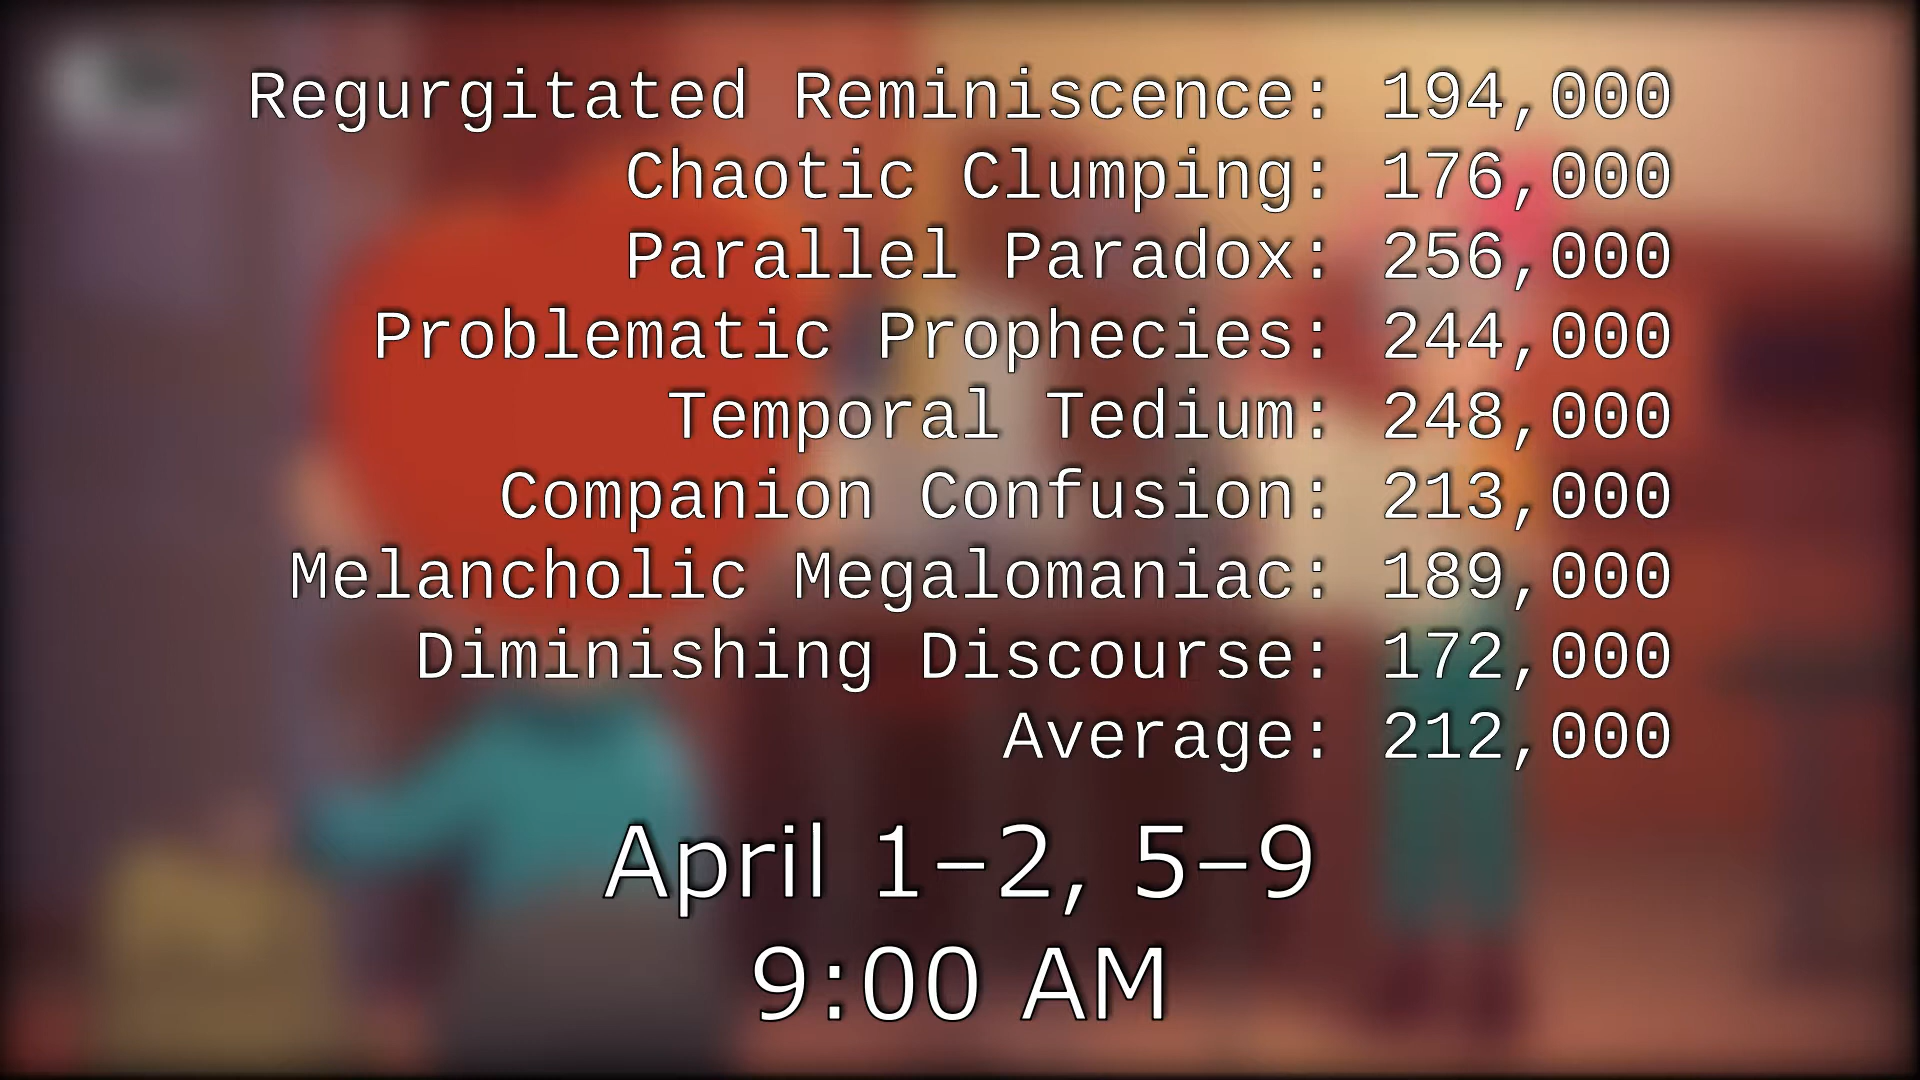 Regurgitated Reminiscence: 194,000
Chaotic Clumping: 176,000
Parallel Paradox: 256,000
Problematic Prophecies: 244,000
Temporal Tedium: 248,000
Companion Confusion: 213,000
Melancholic Megalomaniac: 189,000
Diminishing Discourse: 172,000
Average: 212,000
April 1–2, 5–9
9:00 AM